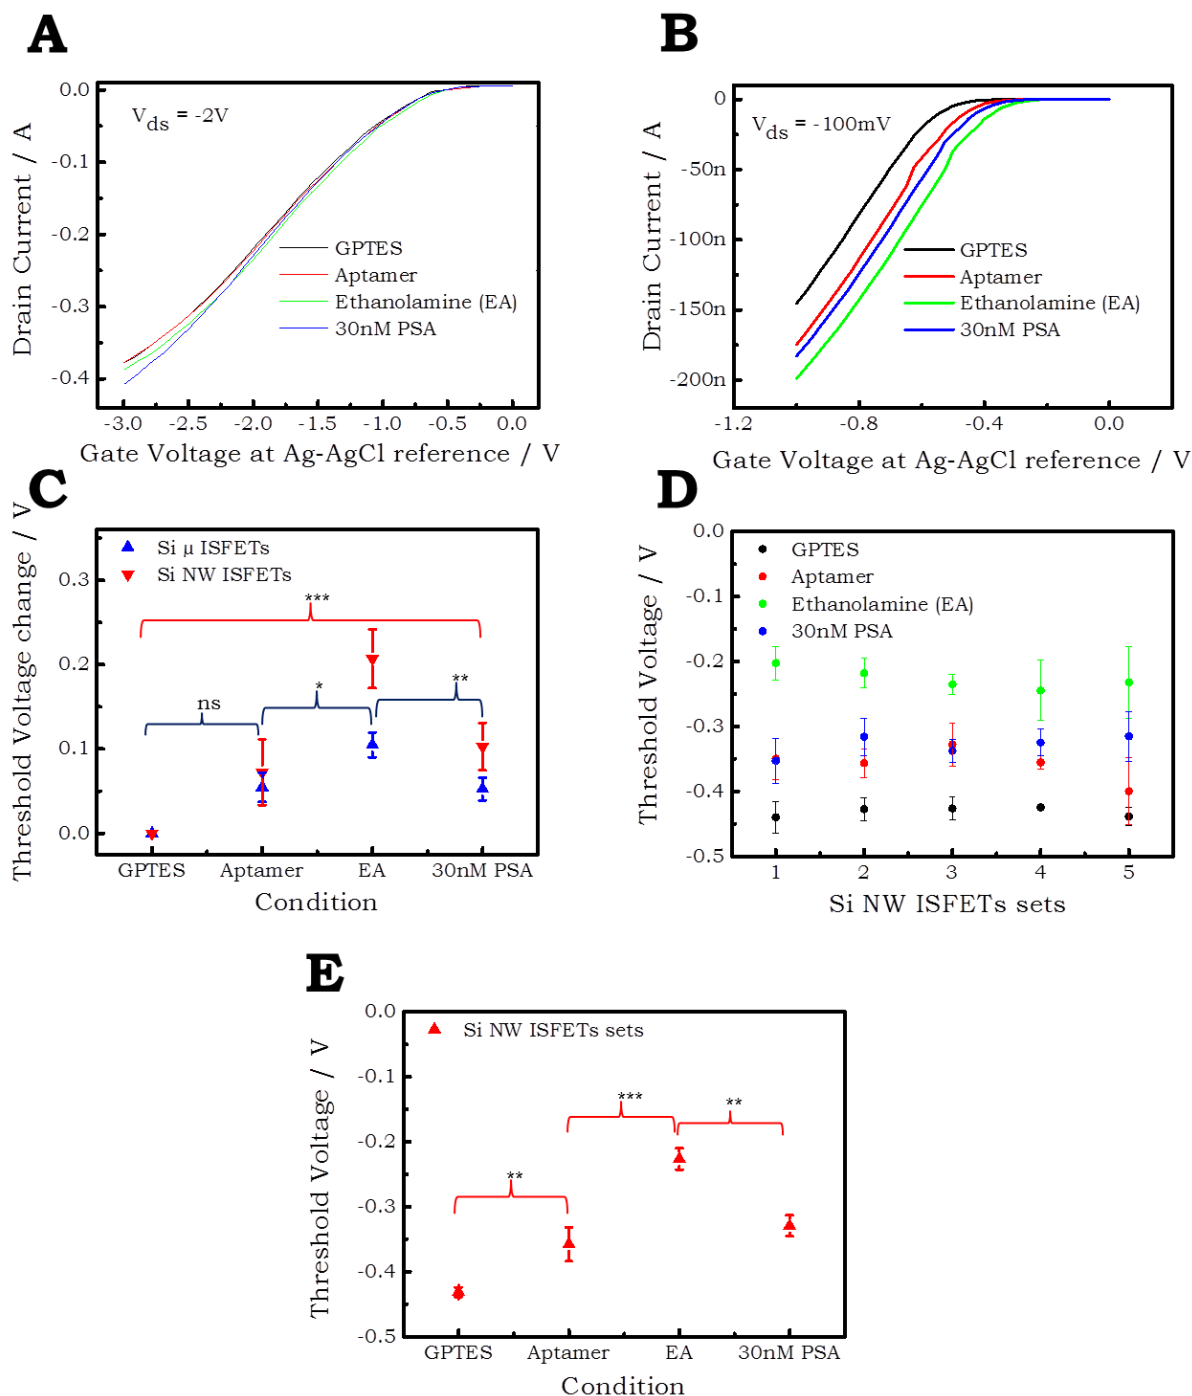 A
0.0
-0.1
-0.2
-0.3
-0.4
Drain Current / A
V_ds = -2V
GPTES
Aptamer
Ethanolamine (EA)
30nM PSA
-3.0 -2.5 -2.0 -1.5 -1.0 -0.5 0.0
Gate Voltage at Ag-AgCl reference / V
B
0
-50n
-100n
-150n
-200n
Drain Current / A
V_ds = -100mV
GPTES
Aptamer
Ethanolamine (EA)
30nM PSA
-1.2 -0.8 -0.4 0.0
Gate Voltage at Ag-AgCl reference / V
C
0.3
0.2
0.1
0.0
Threshold Voltage change / V
Si μ ISFETs
Si NW ISFETs
***
ns
*
**
GPTES Aptamer EA 30nM PSA
Condition
D
0.0
-0.1
-0.2
-0.3
-0.4
-0.5
Threshold Voltage / V
GPTES
Aptamer
Ethanolamine (EA)
30nM PSA
1 2 3 4 5
Si NW ISFETs sets
E
0.0
-0.1
-0.2
-0.3
-0.4
-0.5
Threshold Voltage / V
Si NW ISFETs sets
**
***
**
GPTES Aptamer EA 30nM PSA
Condition